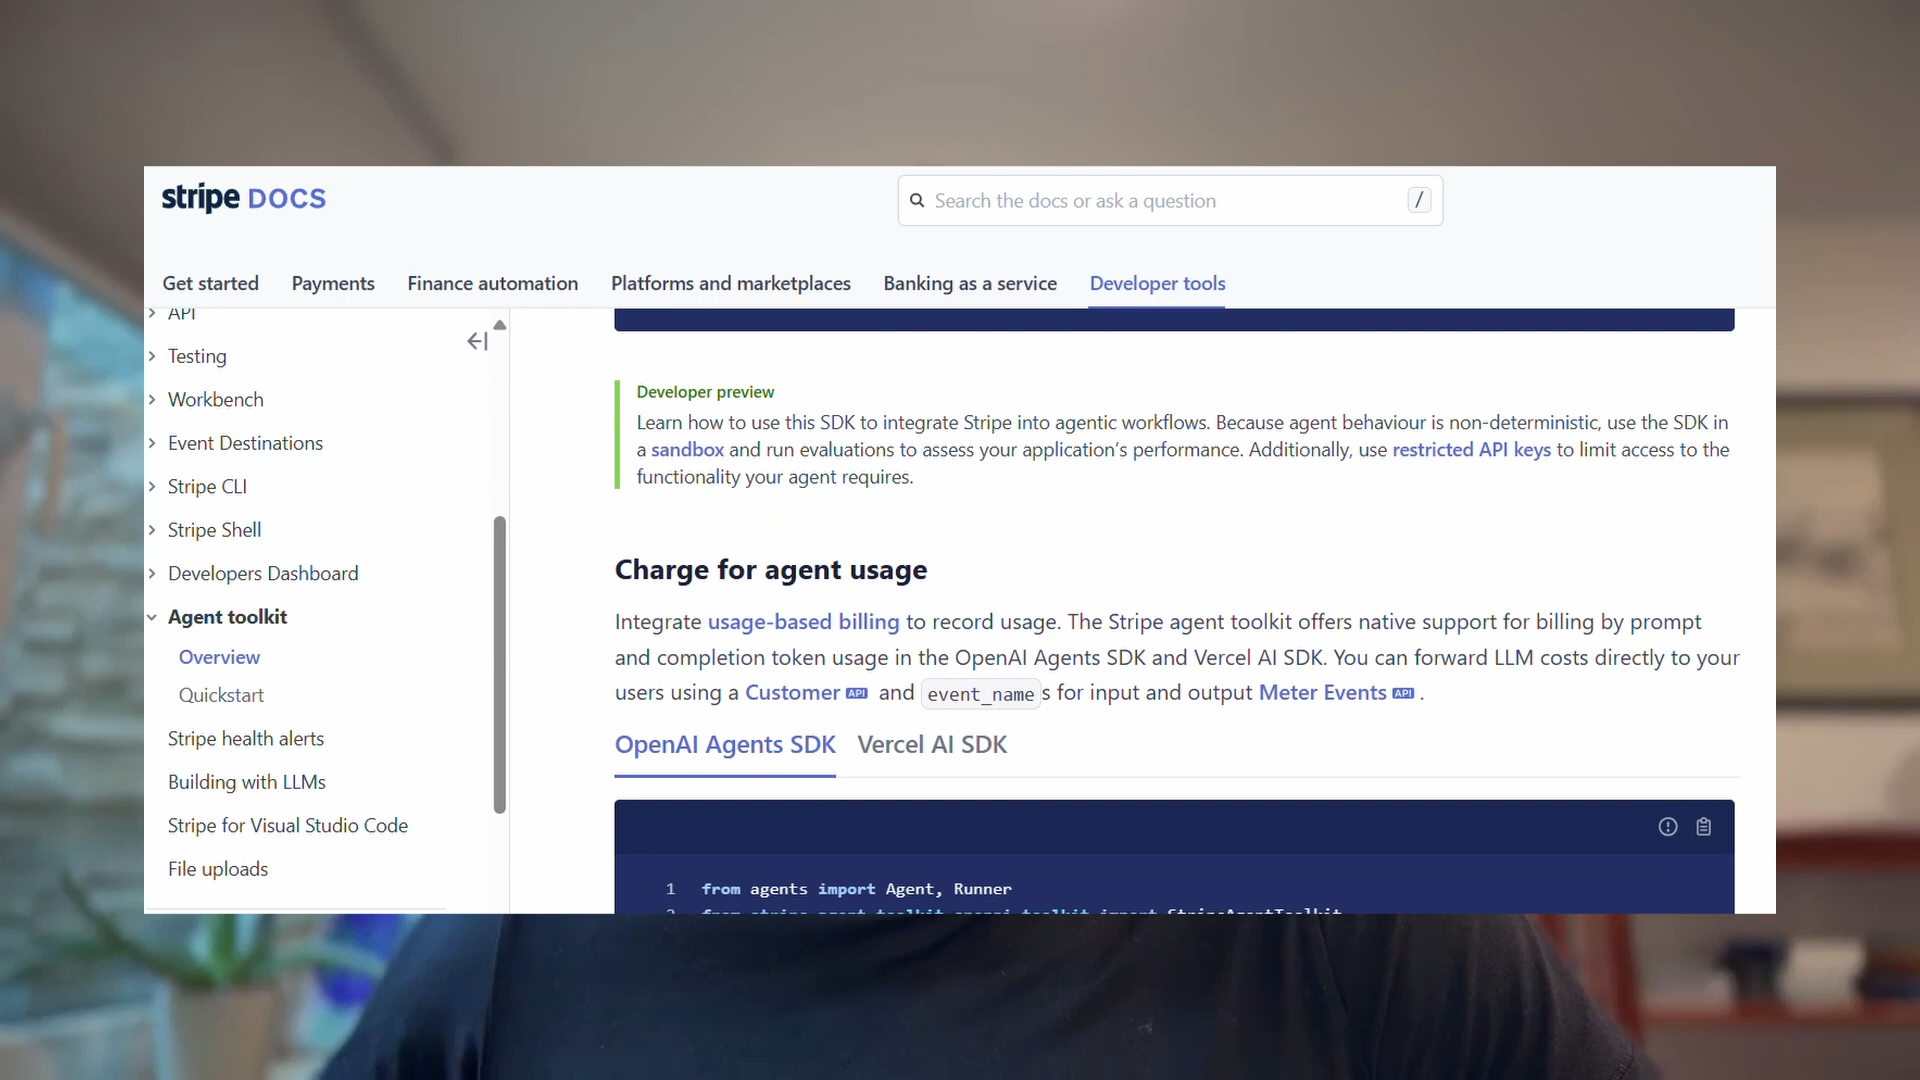 stripe DOCS
Search the docs or ask a question
/
Get started Payments Finance automation Platforms and marketplaces Banking as a service Developer tools
API
Testing
Workbench
Event Destinations
Stripe CLI
Stripe Shell
Developers Dashboard
Agent toolkit
Overview
Quickstart
Stripe health alerts
Building with LLMs
Stripe for Visual Studio Code
File uploads
Developer preview
Learn how to use this SDK to integrate Stripe into agentic workflows. Because agent behaviour is non-deterministic, use the SDK in
a sandbox and run evaluations to assess your application's performance. Additionally, use restricted API keys to limit access to the
functionality your agent requires.
Charge for agent usage
Integrate usage-based billing to record usage. The Stripe agent toolkit offers native support for billing by prompt
and completion token usage in the OpenAI Agents SDK and Vercel AI SDK. You can forward LLM costs directly to your
users using a Customer API and event_names for input and output Meter Events API .
OpenAI Agents SDK Vercel AI SDK
1 from agents import Agent, Runner
2 from stripe_agent_toolkit.openai.toolkit import StripeAgentToolkit